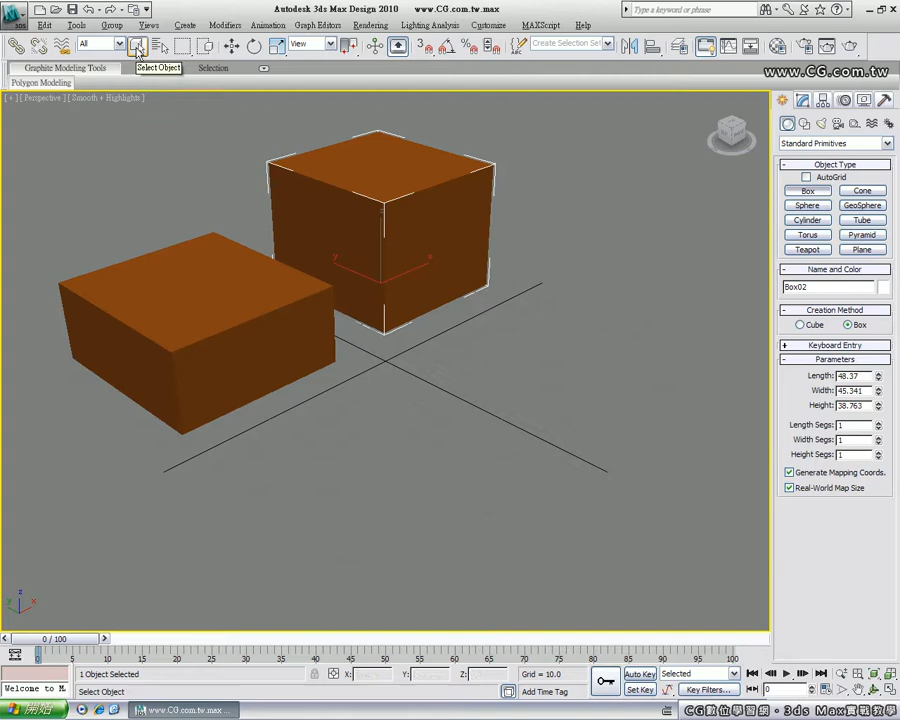 Autodesk 3ds Max Design 2010    www.CG.com.tw.max
Type a keyword or phrase
Edit Tools Group Views Create Modifiers Animation Graph Editors Rendering Lighting Analysis Customize MAXScript Help
All
View
Create Selection Set
Select Object
Graphite Modeling Tools
Selection
www.CG.com.tw
Polygon Modeling
[ + ] [ Perspective ] [ Smooth + Highlights ]
Standard Primitives
Object Type
AutoGrid
Box Cone
Sphere GeoSphere
Cylinder Tube
Torus Pyramid
Teapot Plane
Name and Color
Box02
Creation Method
Cube Box
Keyboard Entry
Parameters
Length: 48.37
Width: 45.341
Height: 38.763
Length Segs: 1
Width Segs: 1
Height Segs: 1
Generate Mapping Coords.
Real-World Map Size
z
y
x
z
y
x
0 / 100
0 5 10 15 20 25 30 35 40 45 50 55 60 65 70 75 80 85 90 95 100
1 Object Selected
X: Y: Z: Grid = 10.0
Auto Key
Selected
Welcome to M
Select Object
Add Time Tag
Set Key
Key Filters...
0
開始
www.CG.com.tw.max ...
CG數位學習網‧3ds Max實戰教學